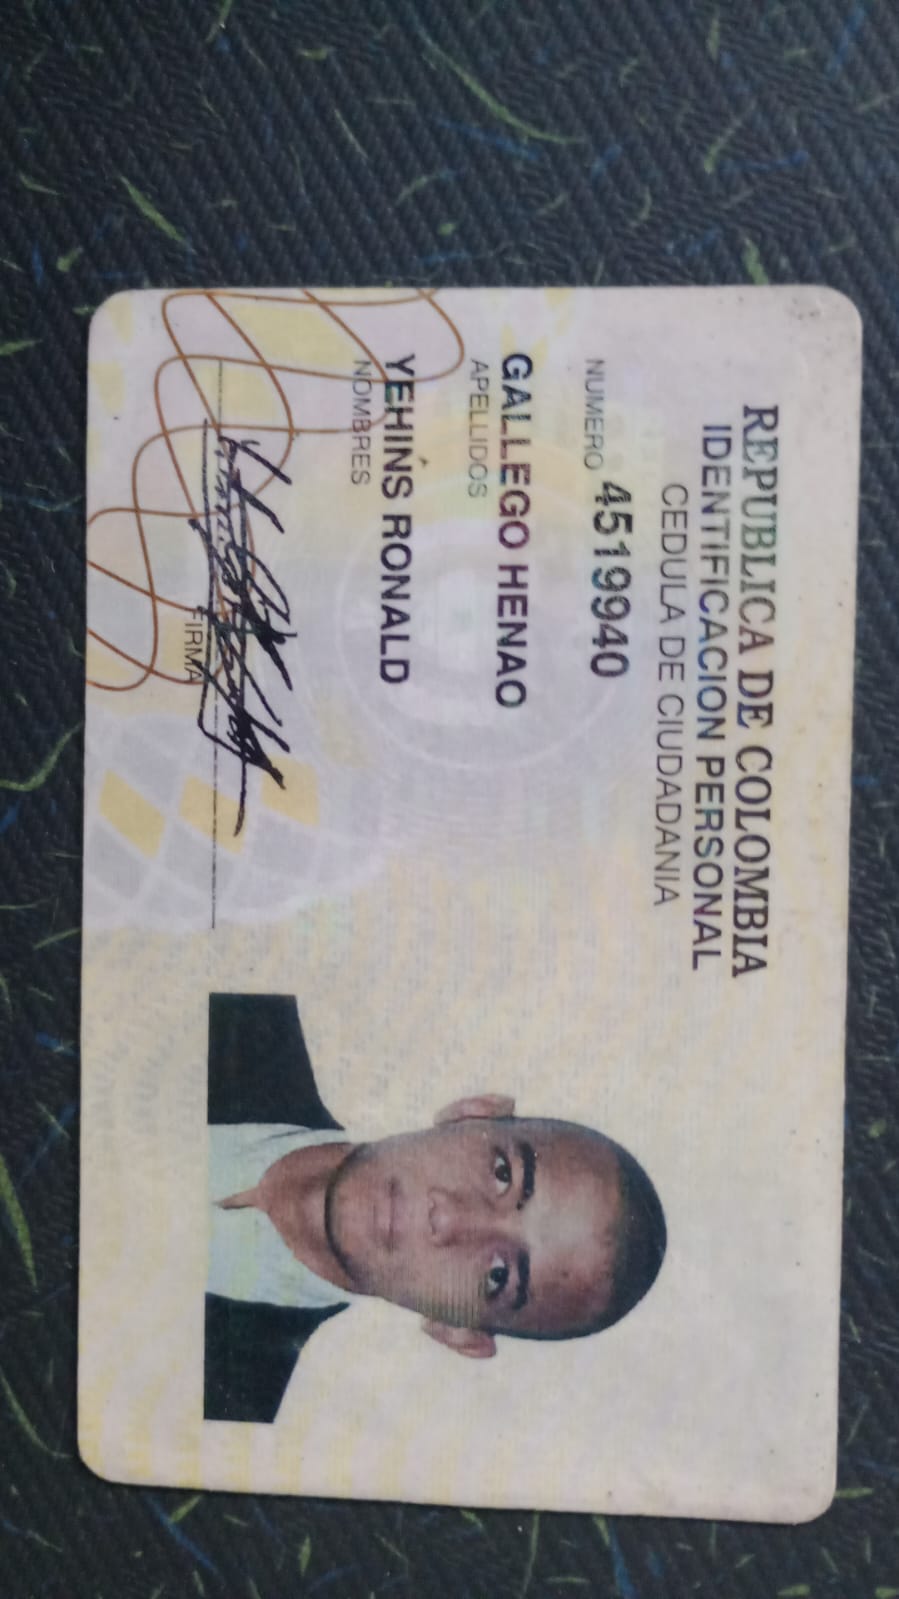 REPUBLICA DE COLOMBIA
IDENTIFICACION PERSONAL
CEDULA DE CIUDADANIA
NUMERO 4519940
GALLEGO HENAO
APELLIDOS
YEHINS RONALD
NOMBRES
FIRMA